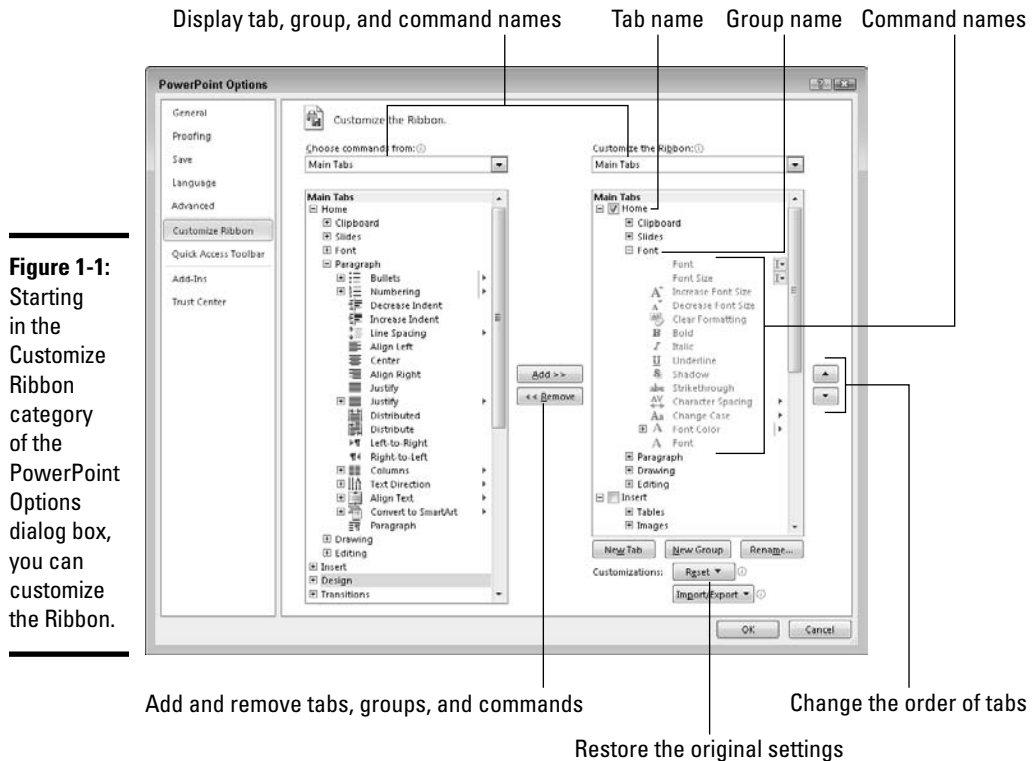 Display tab, group, and command names
Tab name
Group name
Command names
PowerPoint Options
General
Proofing
Save
Language
Advanced
Customize Ribbon
Quick Access Toolbar
Add-Ins
Trust Center
Customize the Ribbon.
Choose commands from:
Main Tabs
Main Tabs
Home
Clipboard
Slides
Font
Paragraph
Bullets
Numbering
Decrease Indent
Increase Indent
Line Spacing
Align Left
Center
Align Right
Justify
Justify
Distributed
Distribute
Left-to-Right
Right-to-Left
Columns
Text Direction
Align Text
Convert to SmartArt
Paragraph
Drawing
Editing
Insert
Design
Transitions
Add >>
<< Remove
Customize the Ribbon:
Main Tabs
Main Tabs
Home
Clipboard
Slides
Font
Font
Font Size
Increase Font Size
Decrease Font Size
Clear Formatting
Bold
Italic
Underline
Shadow
Strikethrough
Character Spacing
Change Case
Font Color
Font
Paragraph
Drawing
Editing
Insert
Tables
Images
New Tab
New Group
Rename...
Customizations:
Reset
Import/Export
OK
Cancel
Figure 1-1:
Starting
in the
Customize
Ribbon
category
of the
PowerPoint
Options
dialog box,
you can
customize
the Ribbon.
Add and remove tabs, groups, and commands
Change the order of tabs
Restore the original settings